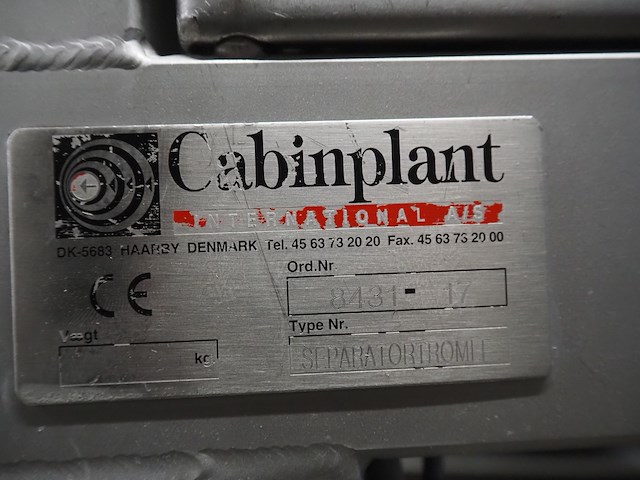 Cabinplant
INTERNATIONAL A/S
DK-5683 HAARBY DENMARK Tel. 45 63 73 20 20 Fax. 45 63 73 20 00
CE
Ord.Nr
8431-17
Type Nr.
Vægt
kg
SEPARATORTROMLE